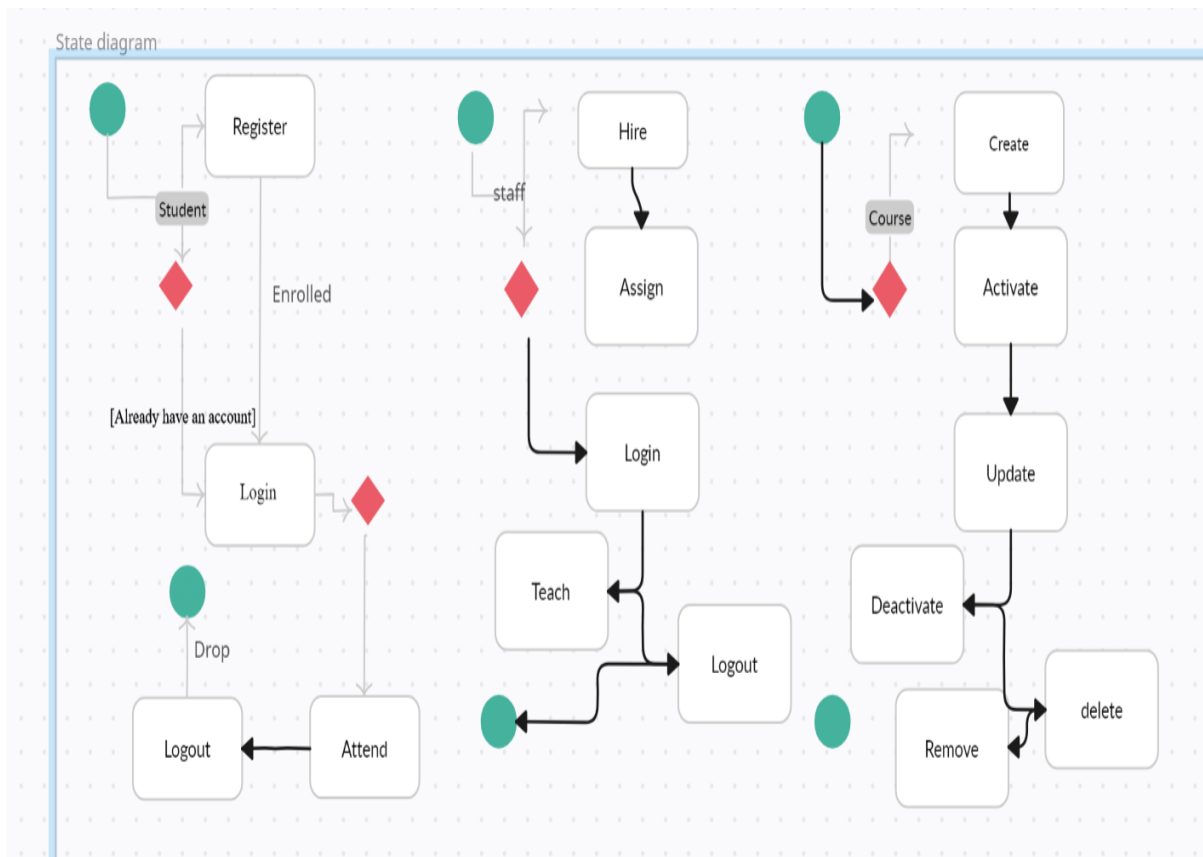 State diagram
Register
Student
Enrolled
[Already have an account]
Login
Drop
Logout
Attend
Hire
staff
Assign
Login
Teach
Logout
Create
Course
Activate
Update
Deactivate
delete
Remove